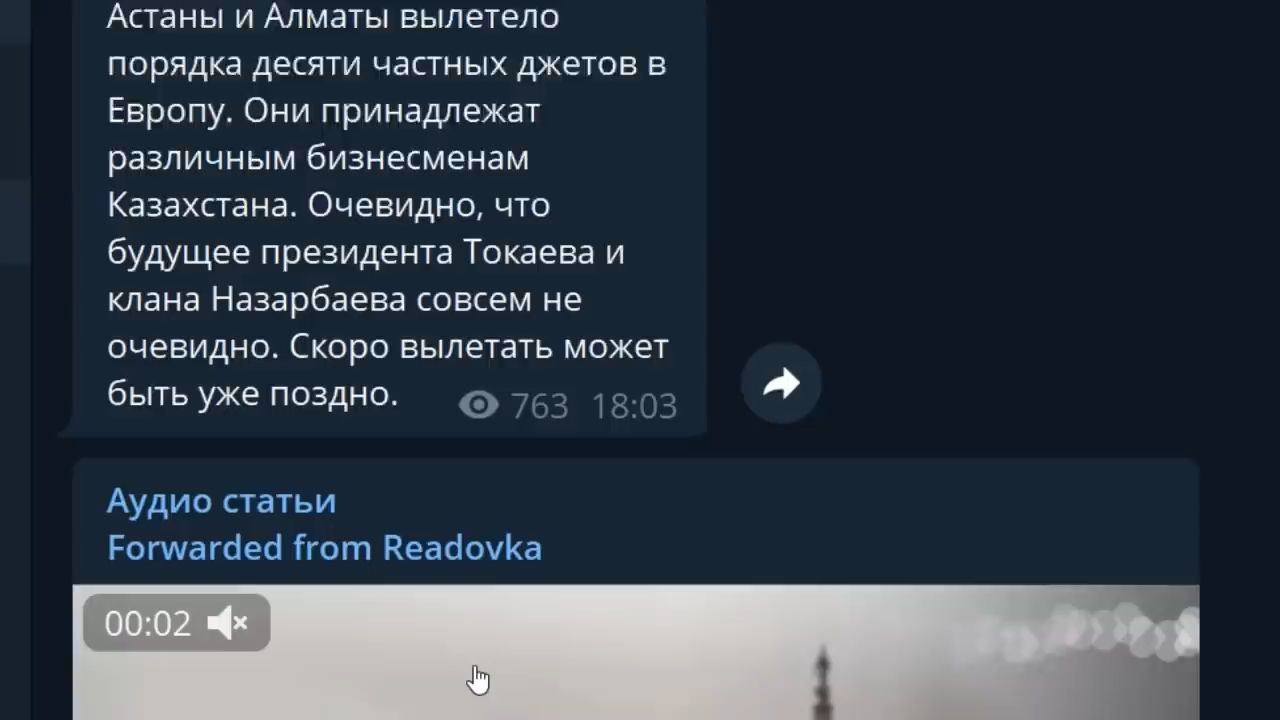 Астаны и Алматы вылетело
порядка десяти частных джетов в
Европу. Они принадлежат
различным бизнесменам
Казахстана. Очевидно, что
будущее президента Токаева и
клана Назарбаева совсем не
очевидно. Скоро вылетать может
быть уже поздно.
763 18:03
Аудио статьи
Forwarded from Readovka
00:02